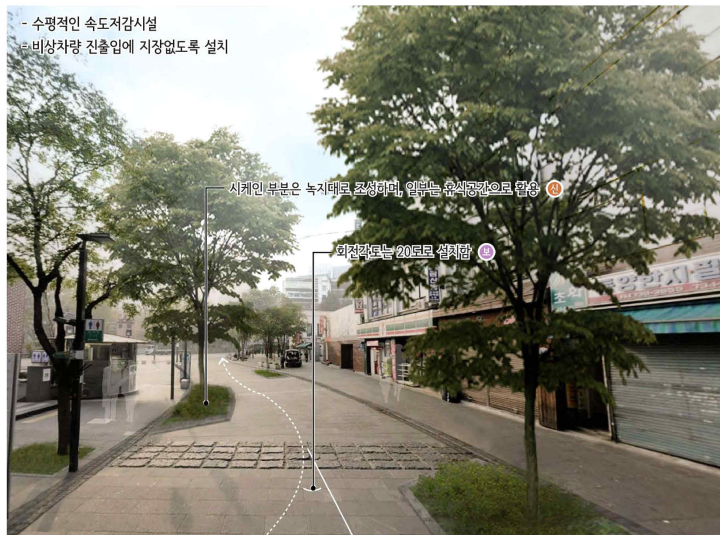 - 수평적인 속도저감시설
- 비상차량 진출입에 지장없도록 설치
시케인 부분은 녹지대로 조성하며, 일부는 휴식공간으로 활용 신
회전각도는 20도로 설치함 보